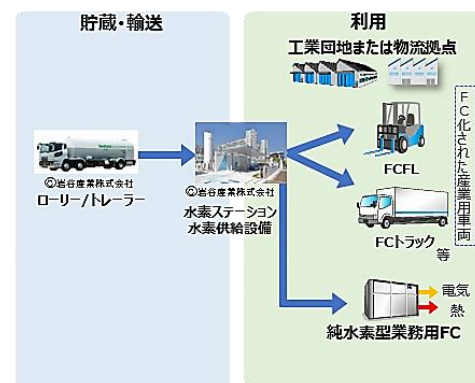 貯蔵・輸送
利用
工業団地または物流拠点
©岩谷産業株式会社
ローリー/トレーラー
©岩谷産業株式会社
水素ステーション
水素供給設備
FCFL
FCトラック
等
FC化された産業用車両
電気
熱
純水素型業務用FC